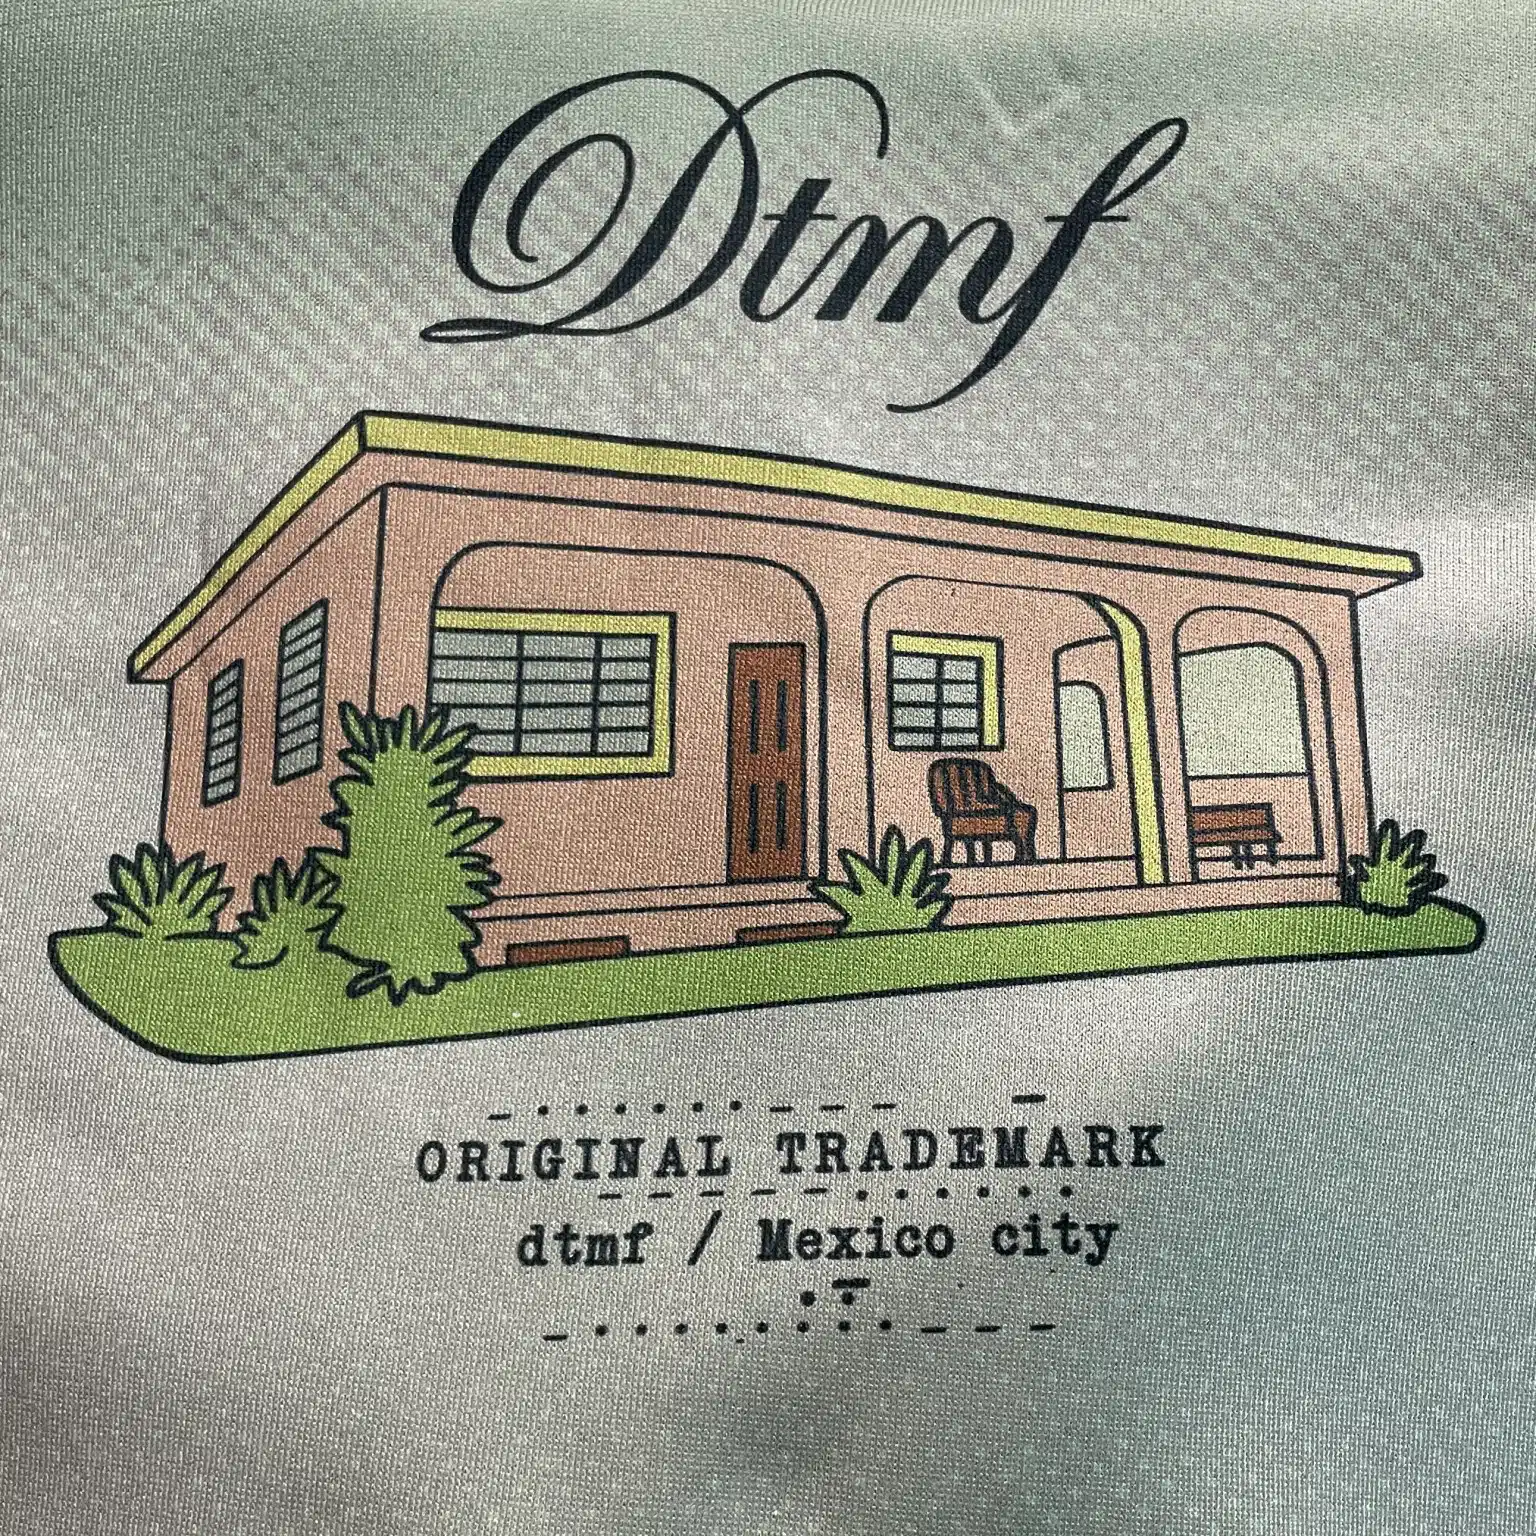 Dtmf
ORIGINAL TRADEMARK
dtmf / Mexico city